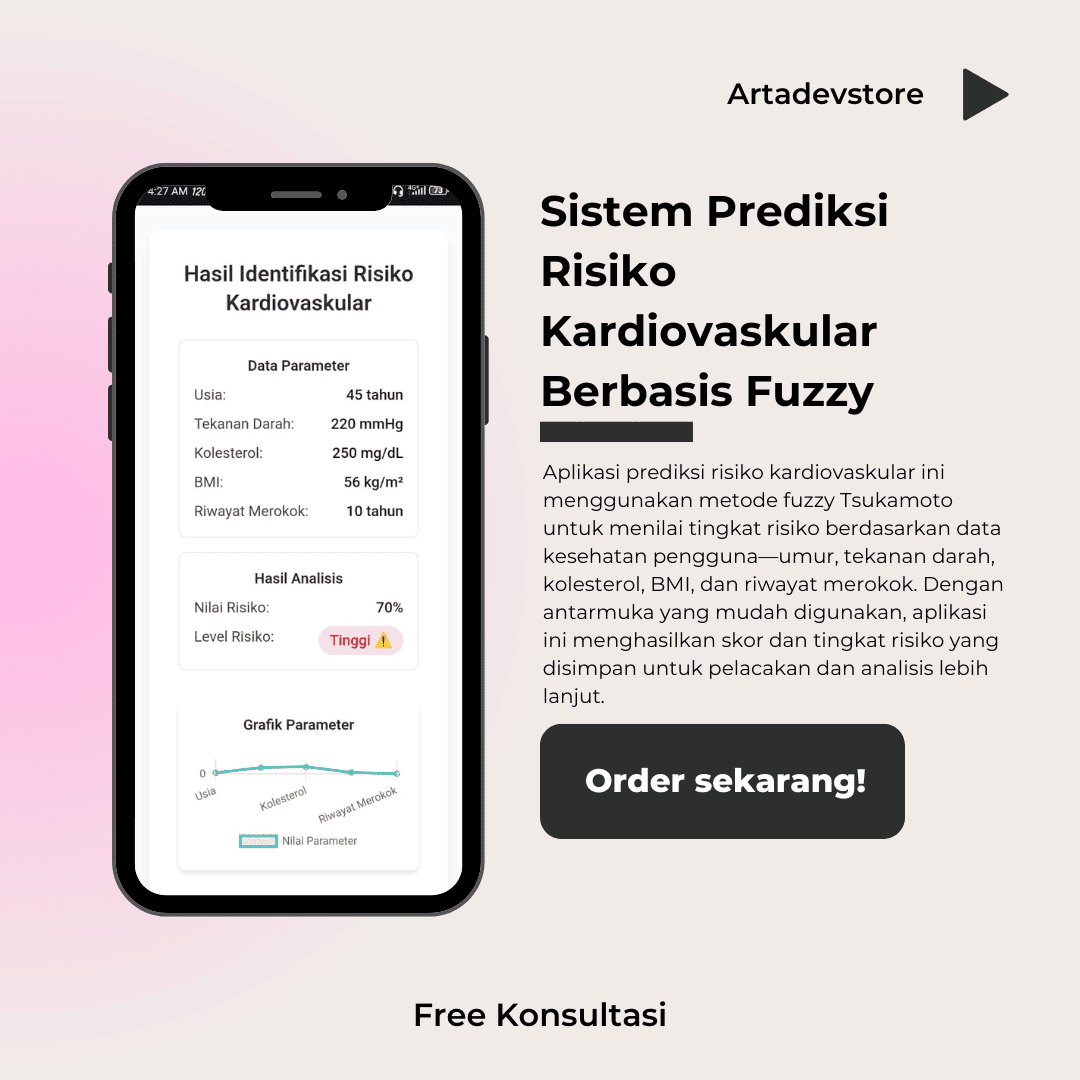 Artadevstore
4:27 AM 120
4G 73
Hasil Identifikasi Risiko
Kardiovaskular
Data Parameter
Usia: 45 tahun
Tekanan Darah: 220 mmHg
Kolesterol: 250 mg/dL
BMI: 56 kg/m²
Riwayat Merokok: 10 tahun
Hasil Analisis
Nilai Risiko: 70%
Level Risiko: Tinggi ⚠️
Grafik Parameter
0
Usia
Kolesterol
Riwayat Merokok
Nilai Parameter
Sistem Prediksi
Risiko
Kardiovaskular
Berbasis Fuzzy
Aplikasi prediksi risiko kardiovaskular ini
menggunakan metode fuzzy Tsukamoto
untuk menilai tingkat risiko berdasarkan data
kesehatan pengguna—umur, tekanan darah,
kolesterol, BMI, dan riwayat merokok. Dengan
antarmuka yang mudah digunakan, aplikasi
ini menghasilkan skor dan tingkat risiko yang
disimpan untuk pelacakan dan analisis lebih
lanjut.
Order sekarang!
Free Konsultasi